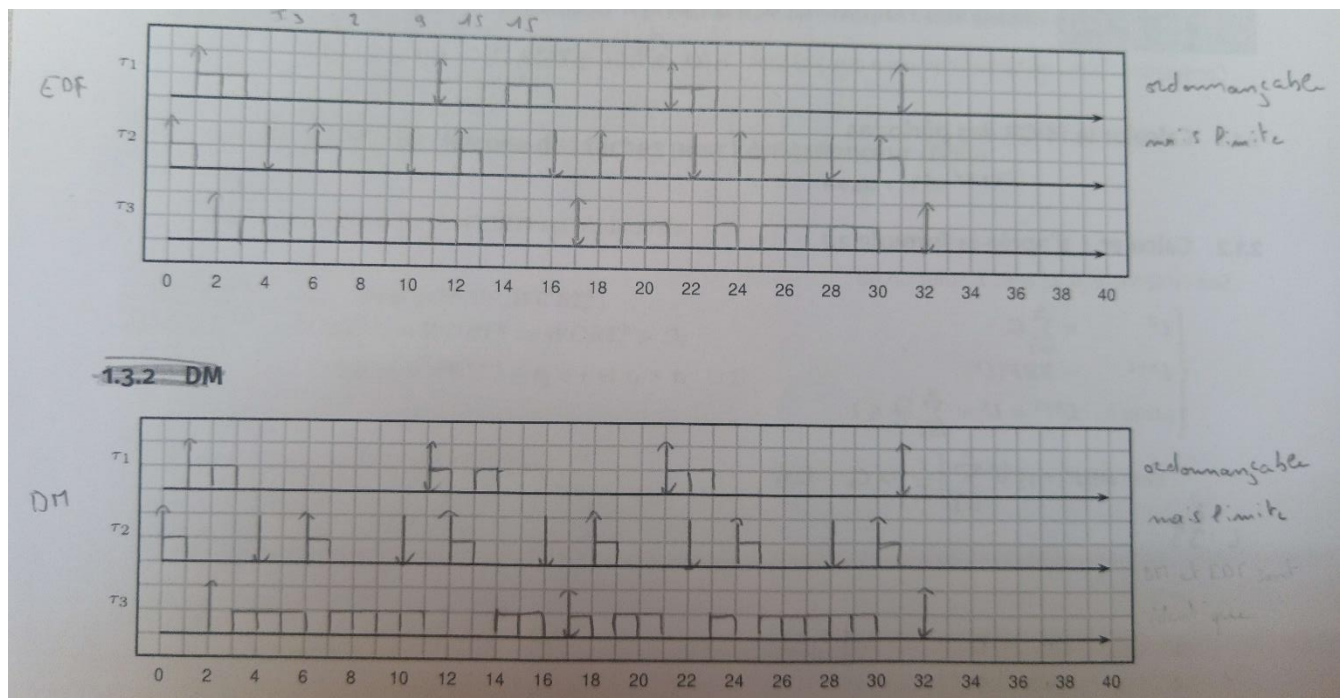 τ3 2 9 15 15
EDF
τ1
ordonnançable
τ2
mais limite
τ3
0 2 4 6 8 10 12 14 16 18 20 22 24 26 28 30 32 34 36 38 40
1.3.2 DM
τ1
ordonnançable
DM
mais limite
τ2
τ3
0 2 4 6 8 10 12 14 16 18 20 22 24 26 28 30 32 34 36 38 40